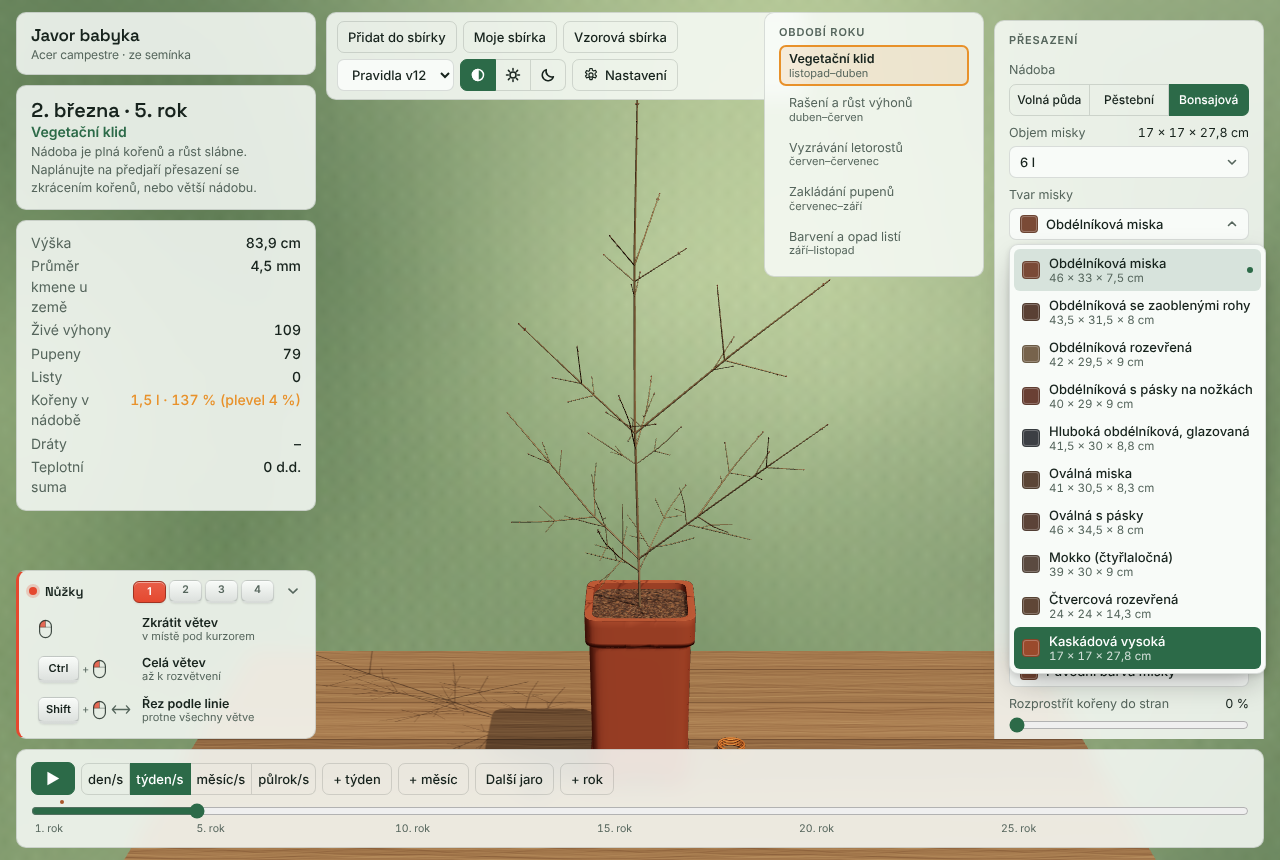 Javor babyka
Acer campestre · ze semínka
2. března · 5. rok
Vegetační klid
Nádoba je plná kořenů a růst slábne.
Naplánujte na předjaří přesazení se
zkrácením kořenů, nebo větší nádobu.
Výška 83,9 cm
Průměr 4,5 mm
kmene u
země
Živé výhony 109
Pupeny 79
Listy 0
Kořeny v 1,5 l · 137 % (plevel 4 %)
nádobě
Dráty –
Teplotní 0 d.d.
suma
Nůžky 1 2 3 4
Zkrátit větev
v místě pod kurzorem
Ctrl + Celá větev
až k rozvětvení
Shift + Řez podle linie
protne všechny větve
Přidat do sbírky Moje sbírka Vzorová sbírka
Pravidla v12 Nastavení
OBDOBÍ ROKU
Vegetační klid
listopad–duben
Rašení a růst výhonů
duben–červen
Vyzrávání letorostů
červen–červenec
Zakládání pupenů
červenec–září
Barvení a opad listí
září–listopad
PŘESAZENÍ
Nádoba
Volná půda Pěstební Bonsajová
Objem misky 17 × 17 × 27,8 cm
6 l
Tvar misky
Obdélníková miska
Obdélníková miska
46 × 33 × 7,5 cm
Obdélníková se zaoblenými rohy
43,5 × 31,5 × 8 cm
Obdélníková rozevřená
42 × 29,5 × 9 cm
Obdélníková s pásky na nožkách
40 × 29 × 9 cm
Hluboká obdélníková, glazovaná
41,5 × 30 × 8,8 cm
Oválná miska
41 × 30,5 × 8,3 cm
Oválná s pásky
46 × 34,5 × 8 cm
Mokko (čtyřlaločná)
39 × 30 × 9 cm
Čtvercová rozevřená
24 × 24 × 14,3 cm
Kaskádová vysoká
17 × 17 × 27,8 cm
Původní barva misky
Rozprostřít kořeny do stran 0 %
den/s týden/s měsíc/s půlrok/s + týden + měsíc Další jaro + rok
1. rok 5. rok 10. rok 15. rok 20. rok 25. rok